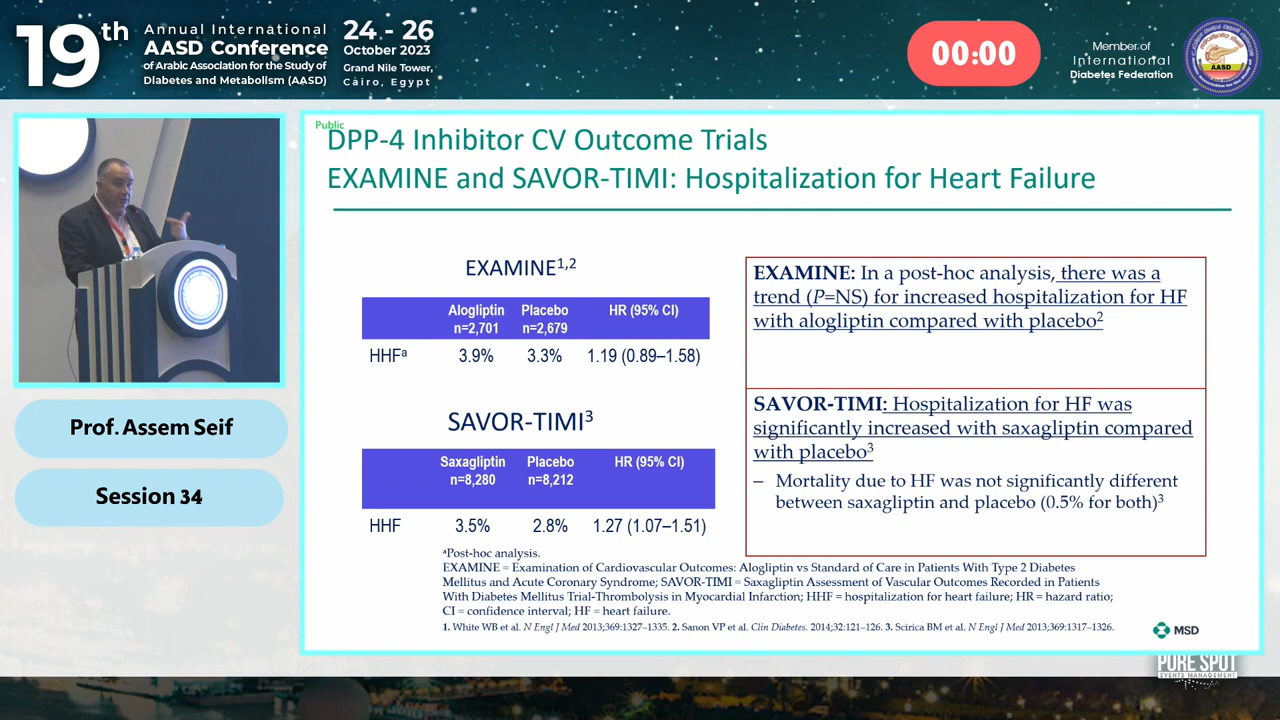 19th
Annual International
AASD Conference
of Arabic Association for the Study of
Diabetes and Metabolism (AASD)
24 - 26
October 2023
Grand Nile Tower,
Cairo, Egypt
00:00
Member of
International
Diabetes Federation
AASD
Prof. Assem Seif
Session 34
Public
DPP-4 Inhibitor CV Outcome Trials
EXAMINE and SAVOR-TIMI: Hospitalization for Heart Failure
EXAMINE1,2
Alogliptin Placebo HR (95% CI)
n=2,701 n=2,679
HHFa 3.9% 3.3% 1.19 (0.89–1.58)
SAVOR-TIMI3
Saxagliptin Placebo HR (95% CI)
n=8,280 n=8,212
HHF 3.5% 2.8% 1.27 (1.07–1.51)
EXAMINE: In a post-hoc analysis, there was a
trend (P=NS) for increased hospitalization for HF
with alogliptin compared with placebo2
SAVOR-TIMI: Hospitalization for HF was
significantly increased with saxagliptin compared
with placebo3
– Mortality due to HF was not significantly different
between saxagliptin and placebo (0.5% for both)3
aPost-hoc analysis.
EXAMINE = Examination of Cardiovascular Outcomes: Alogliptin vs Standard of Care in Patients With Type 2 Diabetes
Mellitus and Acute Coronary Syndrome; SAVOR-TIMI = Saxagliptin Assessment of Vascular Outcomes Recorded in Patients
With Diabetes Mellitus Trial-Thrombolysis in Myocardial Infarction; HHF = hospitalization for heart failure; HR = hazard ratio;
CI = confidence interval; HF = heart failure.
1. White WB et al. N Engl J Med 2013;369:1327–1335. 2. Sanon VP et al. Clin Diabetes. 2014;32:121–126. 3. Scirica BM et al. N Engl J Med 2013;369:1317–1326.
MSD
PURE SPOT
EVENTS MANAGEMENT